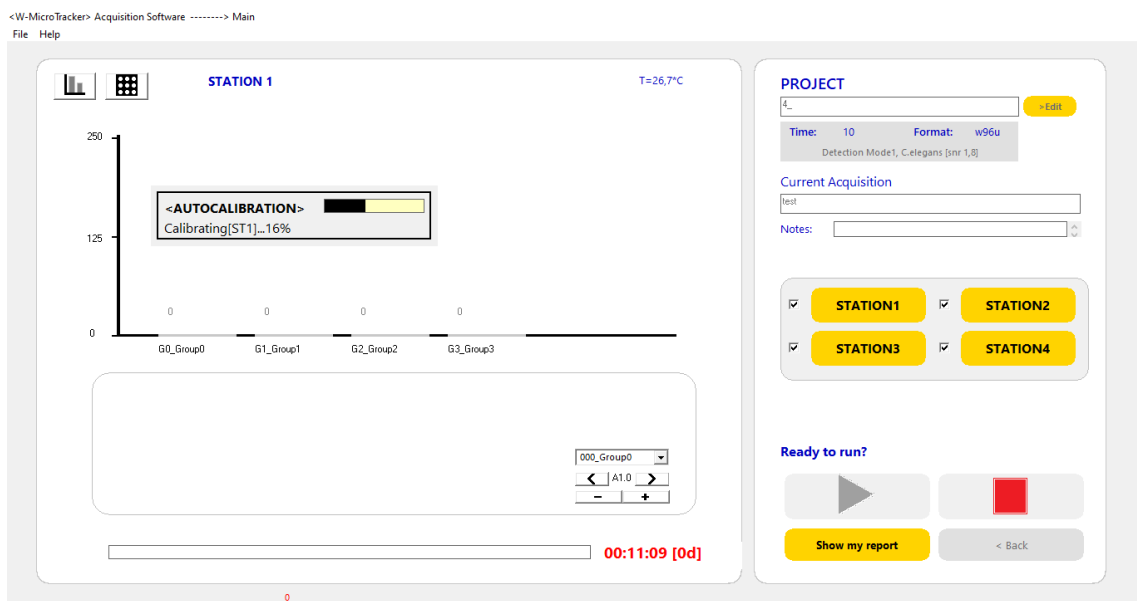 <W-MicroTracker> Acquisition Software --------> Main
File Help
STATION 1
T=26,7°C
250
125
0
<AUTOCALIBRATION>
Calibrating[ST1]...16%
0 0 0 0
G0_Group0 G1_Group1 G2_Group2 G3_Group3
000_Group0
A1.0
− +
00:11:09 [0d]
0
PROJECT
4_
>Edit
Time: 10 Format: w96u
Detection Mode1, C.elegans [snr 1,8]
Current Acquisition
test
Notes:
STATION1 STATION2
STATION3 STATION4
Ready to run?
Show my report < Back